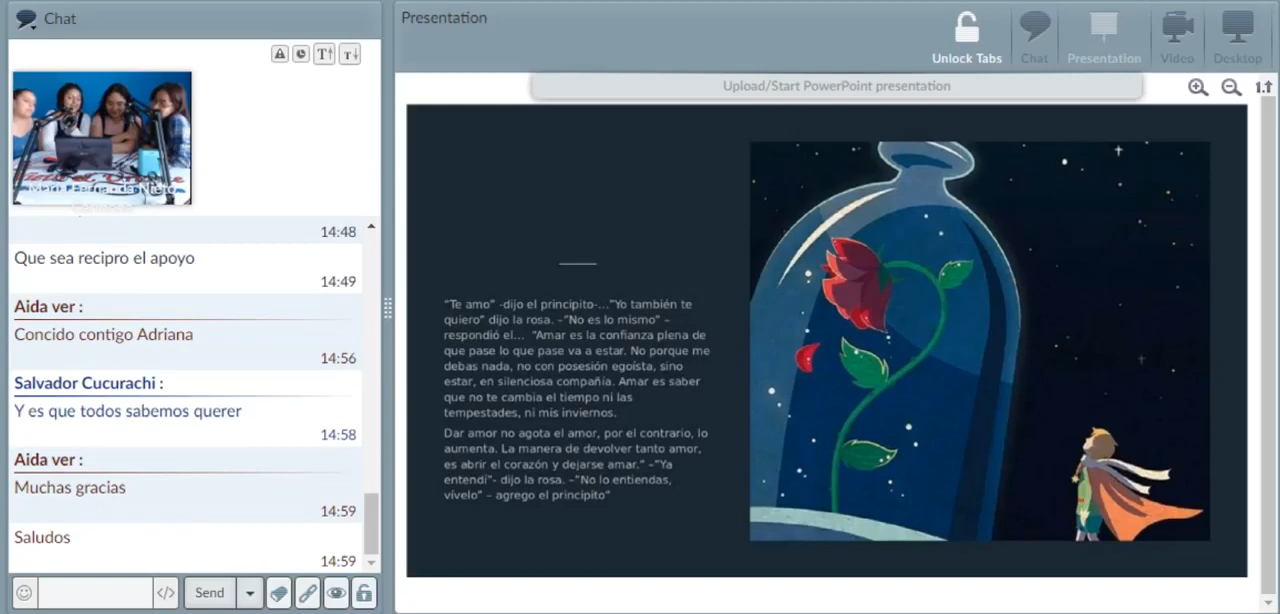 Chat
María Fernanda Nieto
14:48
Que sea recipro el apoyo
14:49
Aida ver :
Concido contigo Adriana
14:56
Salvador Cucurachi :
Y es que todos sabemos querer
14:58
Aida ver :
Muchas gracias
14:59
Saludos
14:59
Send
Presentation
Unlock Tabs
Chat
Presentation
Video
Desktop
Upload/Start PowerPoint presentation
“Te amo” -dijo el principito-…”Yo también te
quiero” dijo la rosa. –”No es lo mismo” –
respondió el… “Amar es la confianza plena de
que pase lo que pase va a estar. No porque me
debas nada, no con posesión egoísta, sino
estar, en silenciosa compañía. Amar es saber
que no te cambia el tiempo ni las
tempestades, ni mis inviernos.
Dar amor no agota el amor, por el contrario, lo
aumenta. La manera de devolver tanto amor,
es abrir el corazón y dejarse amar.” –”Ya
entendí”- dijo la rosa. –”No lo entiendas,
vívelo” – agrego el principito”